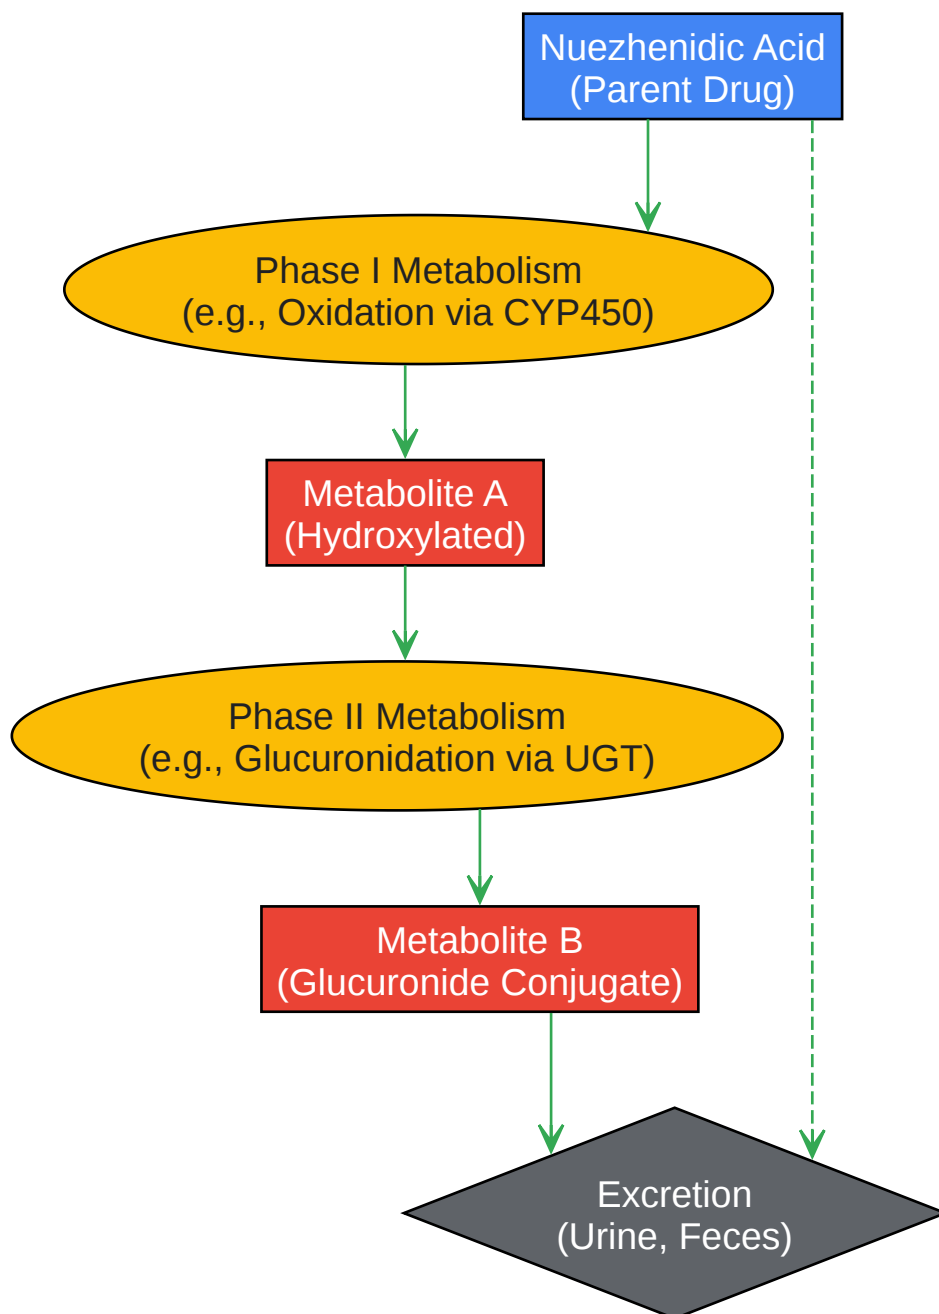 Nuezhenidic Acid
(Parent Drug)
Phase I Metabolism
(e.g., Oxidation via CYP450)
Metabolite A
(Hydroxylated)
Phase II Metabolism
(e.g., Glucuronidation via UGT)
Metabolite B
(Glucuronide Conjugate)
Excretion
(Urine, Feces)